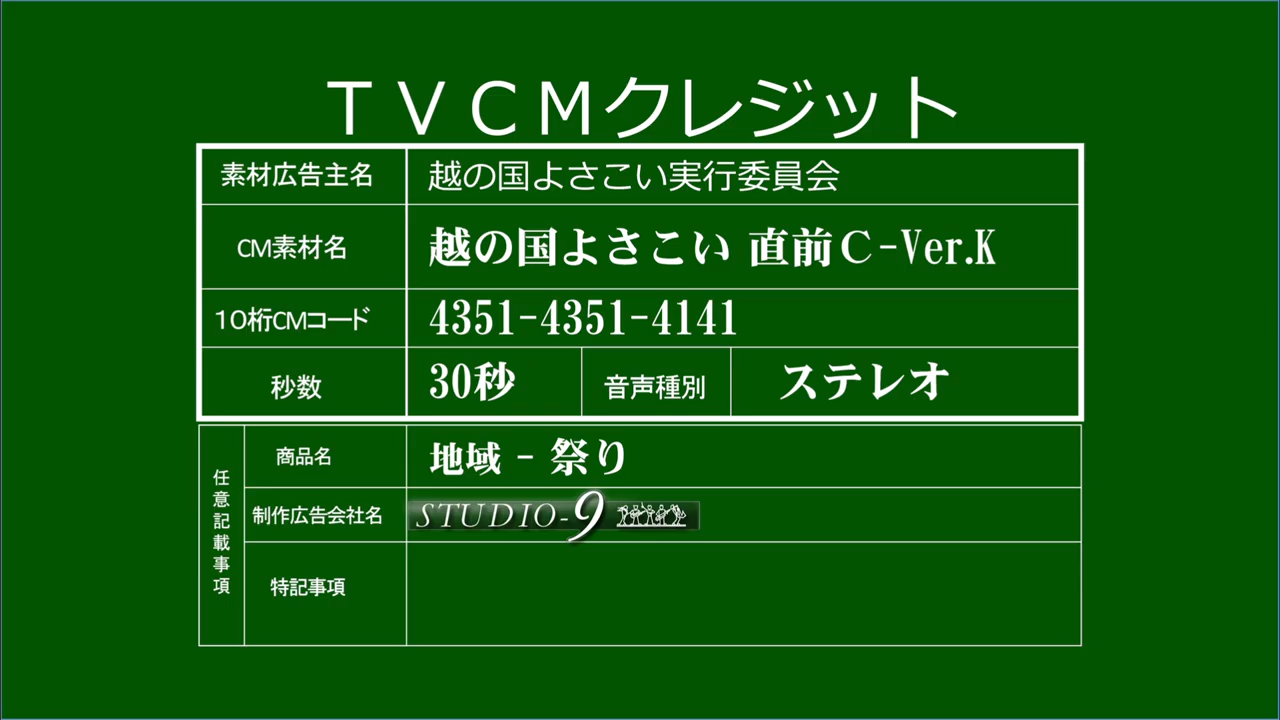 ＴＶＣＭクレジット
素材広告主名 越の国よさこい実行委員会
CM素材名 越の国よさこい 直前Ｃ-Ver.K
１０桁CMコード 4351-4351-4141
秒数 30秒 音声種別 ステレオ
任意記載事項
商品名 地域 - 祭り
制作広告会社名 STUDIO-9
特記事項